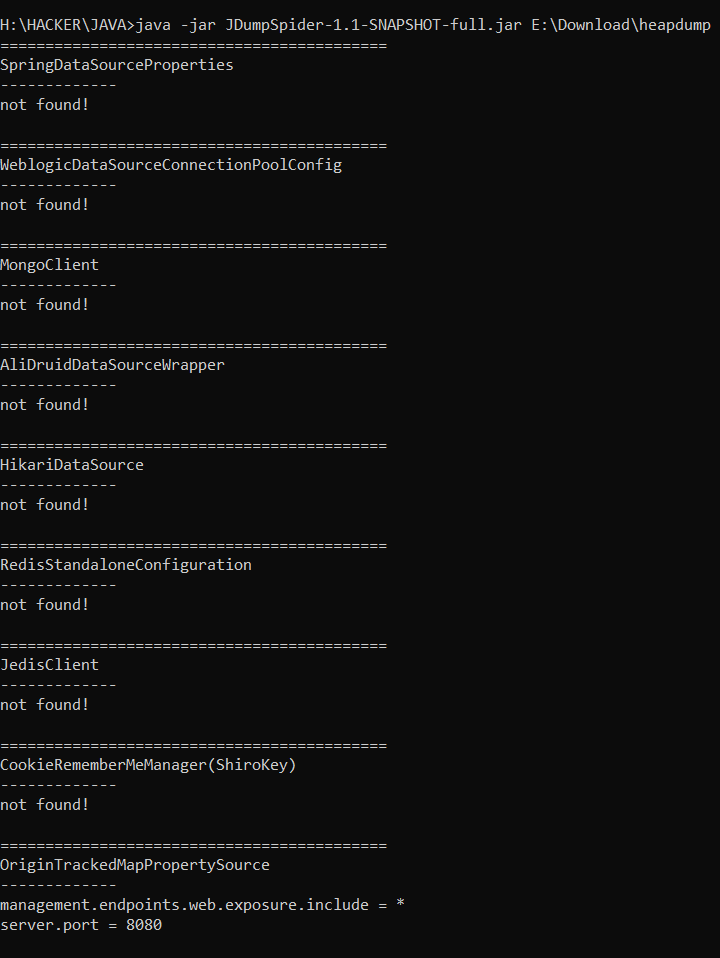 H:\HACKER\JAVA>java -jar JDumpSpider-1.1-SNAPSHOT-full.jar E:\Download\heapdump
===========================================
SpringDataSourceProperties
-------------
not found!
===========================================
WeblogicDataSourceConnectionPoolConfig
-------------
not found!
===========================================
MongoClient
-------------
not found!
===========================================
AliDruidDataSourceWrapper
-------------
not found!
===========================================
HikariDataSource
-------------
not found!
===========================================
RedisStandaloneConfiguration
-------------
not found!
===========================================
JedisClient
-------------
not found!
===========================================
CookieRememberMeManager(ShiroKey)
-------------
not found!
===========================================
OriginTrackedMapPropertySource
-------------
management.endpoints.web.exposure.include = *
server.port = 8080